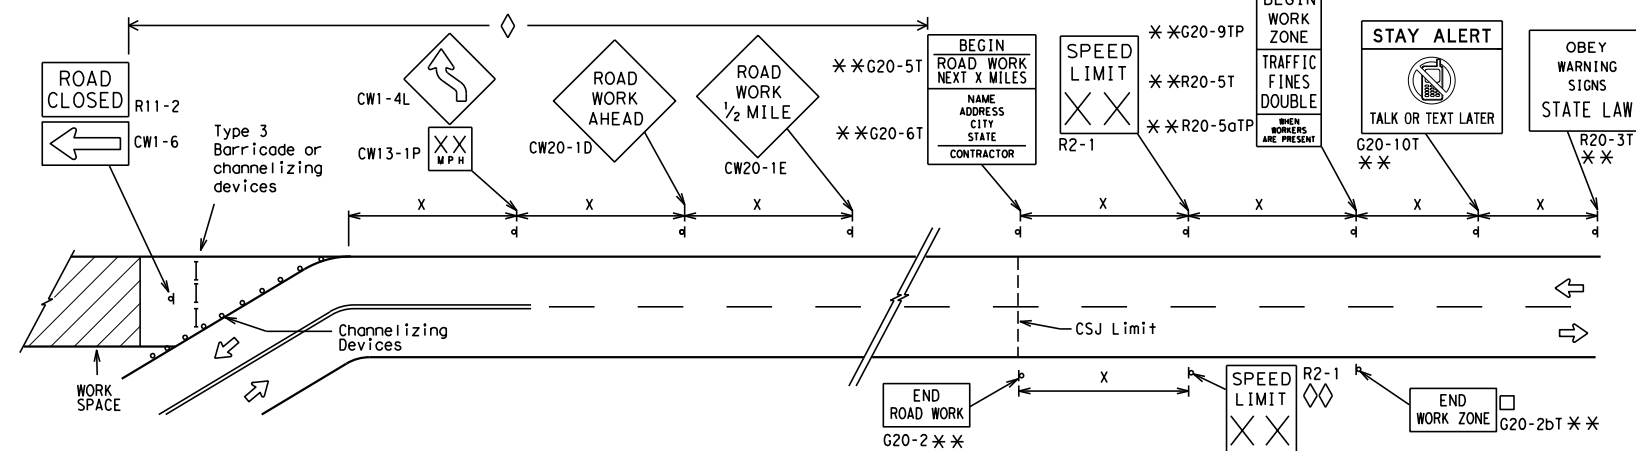 ROAD
CLOSED
R11-2
CW1-6
Type 3
Barricade or
channelizing
devices
CW1-4L
XX
MPH
CW13-1P
ROAD
WORK
AHEAD
CW20-1D
ROAD
WORK
1/2 MILE
CW20-1E
**G20-5T
**G20-6T
BEGIN
ROAD WORK
NEXT X MILES
NAME
ADDRESS
CITY
STATE
CONTRACTOR
SPEED
LIMIT
XX
R2-1
**G20-9TP
**R20-5T
**R20-5aTP
BEGIN
WORK
ZONE
TRAFFIC
FINES
DOUBLE
WHEN
WORKERS
ARE PRESENT
STAY ALERT
TALK OR TEXT LATER
G20-10T
**
OBEY
WARNING
SIGNS
STATE LAW
R20-3T
**
X
X
X
X
X
X
X
Channelizing
Devices
CSJ Limit
WORK
SPACE
END
ROAD WORK
G20-2 **
X
SPEED
LIMIT
XX
R2-1
END
WORK ZONE
G20-2bT **